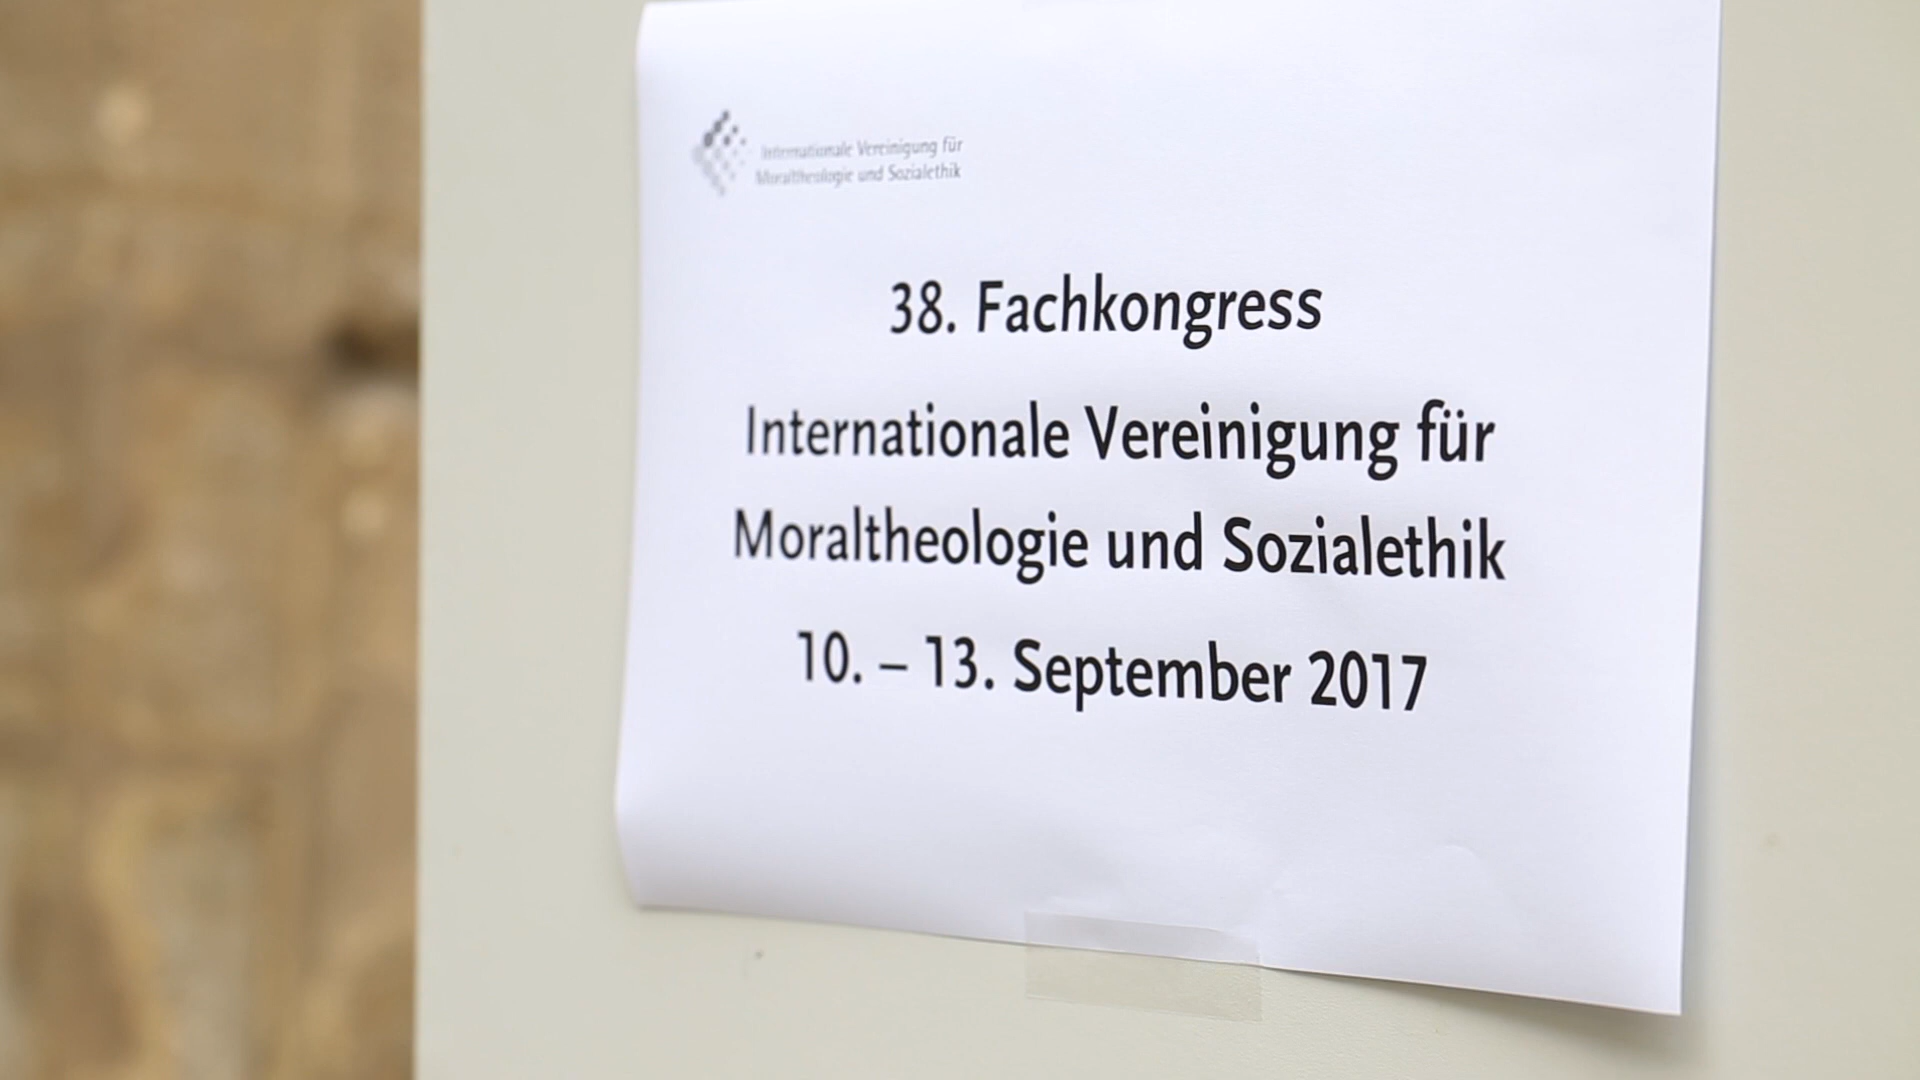 Internationale Vereinigung für
Moraltheologie und Sozialethik
38. Fachkongress
Internationale Vereinigung für
Moraltheologie und Sozialethik
10. – 13. September 2017